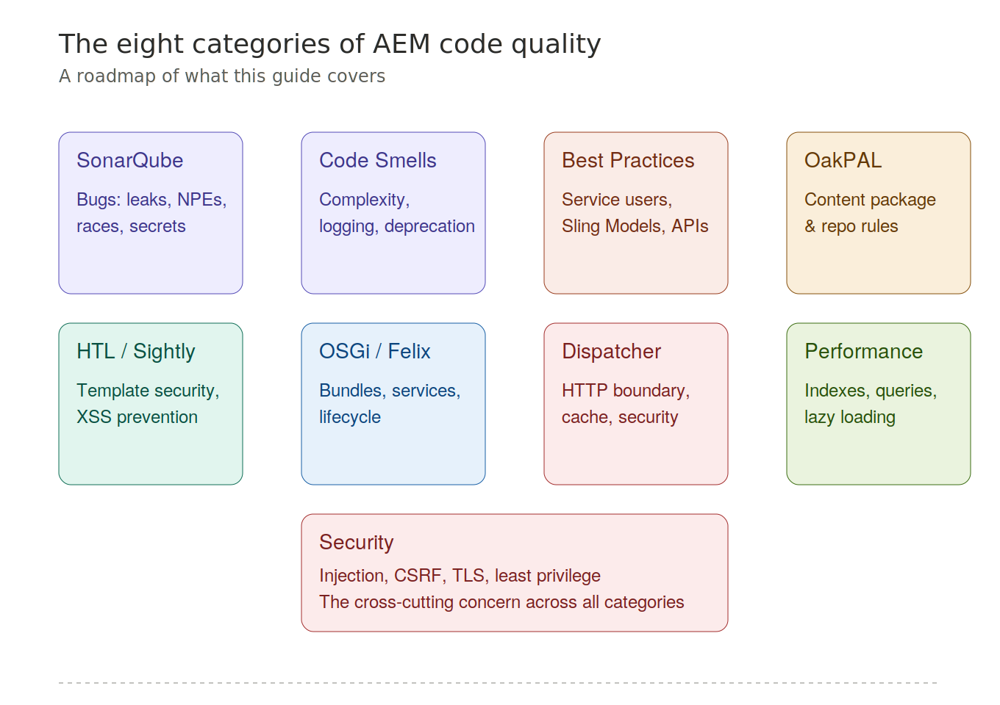 The eight categories of AEM code quality
A roadmap of what this guide covers
SonarQube
Bugs: leaks, NPEs,
races, secrets
Code Smells
Complexity,
logging, deprecation
Best Practices
Service users,
Sling Models, APIs
OakPAL
Content package
& repo rules
HTL / Sightly
Template security,
XSS prevention
OSGi / Felix
Bundles, services,
lifecycle
Dispatcher
HTTP boundary,
cache, security
Performance
Indexes, queries,
lazy loading
Security
Injection, CSRF, TLS, least privilege
The cross-cutting concern across all categories